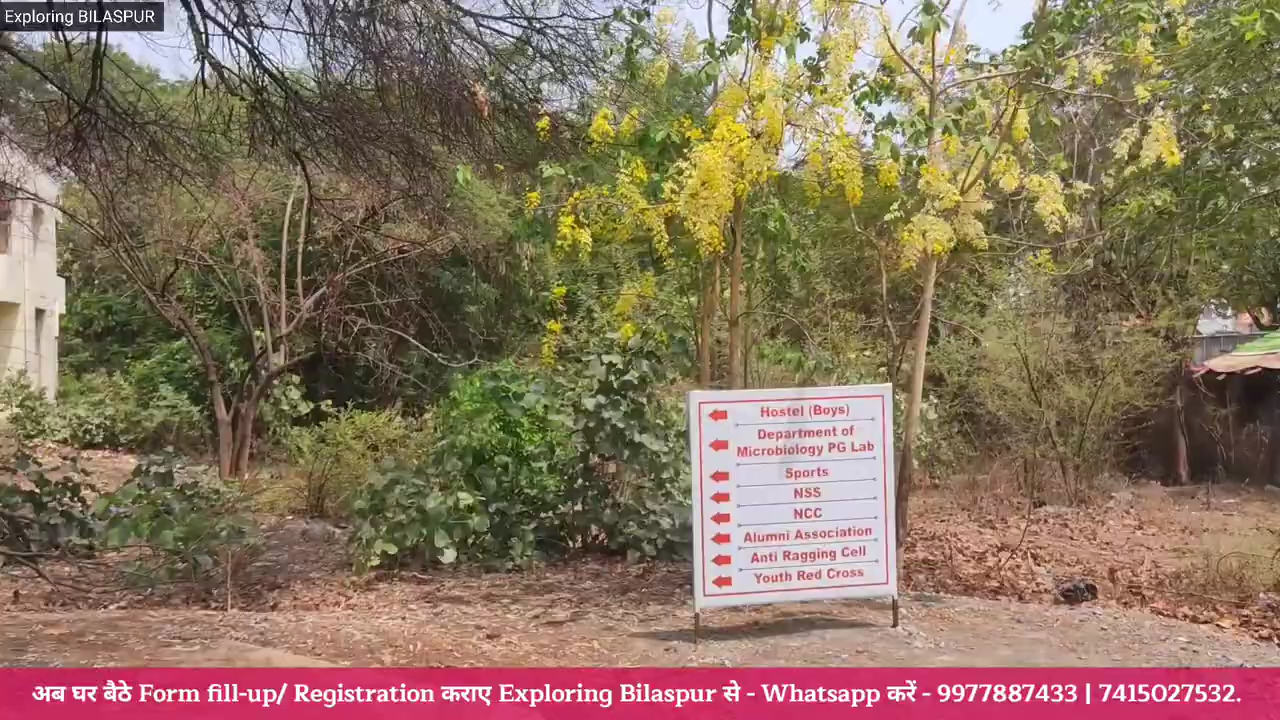 Exploring BILASPUR
Hostel (Boys)
Department of
Microbiology PG Lab
Sports
NSS
NCC
Alumni Association
Anti Ragging Cell
Youth Red Cross
अब घर बैठे Form fill-up/ Registration कराए Exploring Bilaspur से - Whatsapp करें - 9977887433 | 7415027532.